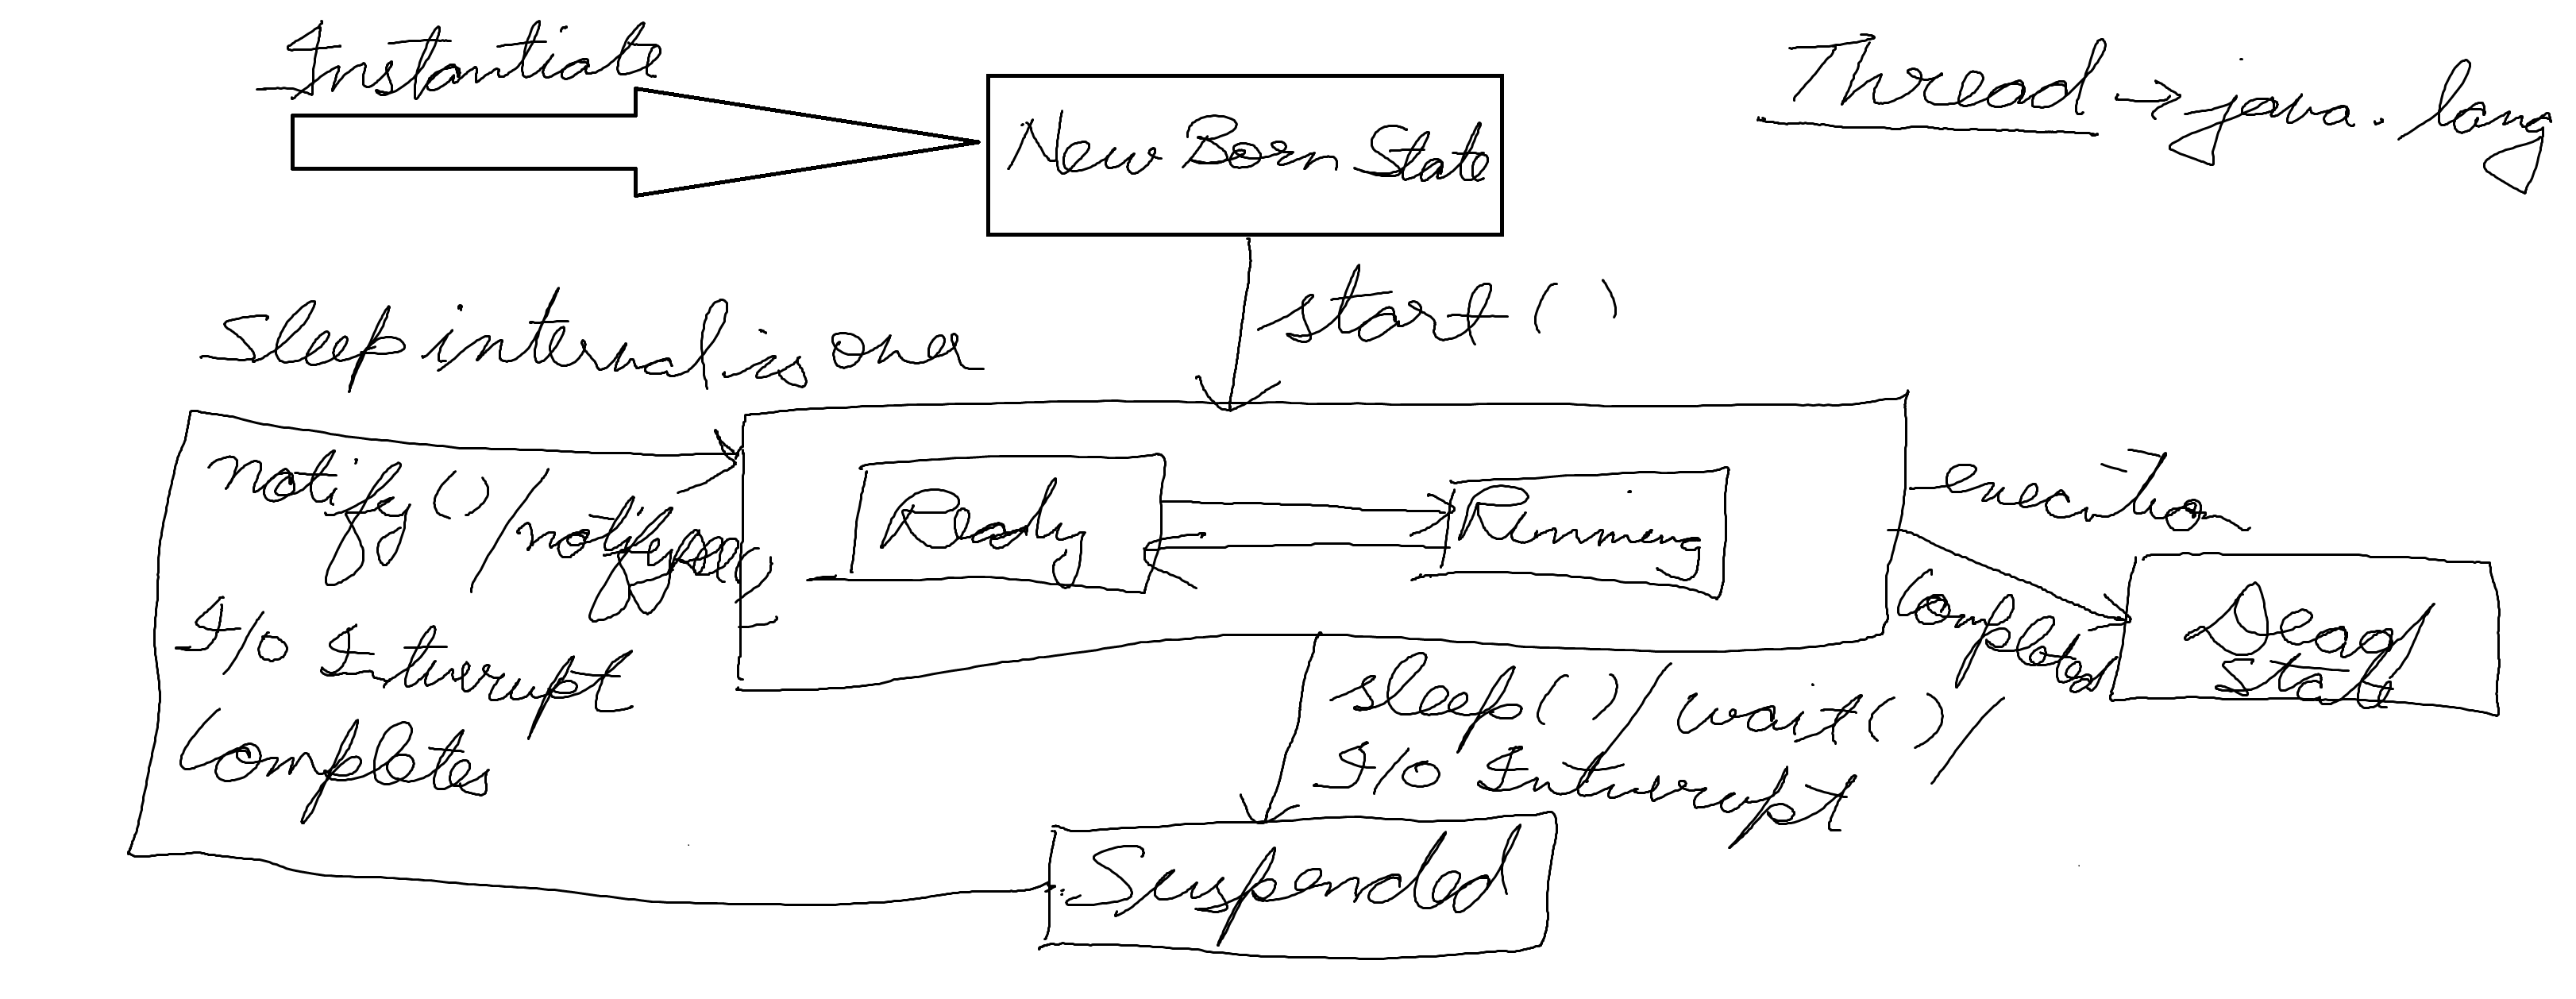 Instantiate
New Born State
Thread → java.lang
start ( )
Sleep interval is over
notify ( ) / notifyAll ( )
I/O Interrupt
Completes
Ready
Running
execution
Completed
Dead
State
sleep ( ) / wait ( ) /
I/O Interrupt
Suspended